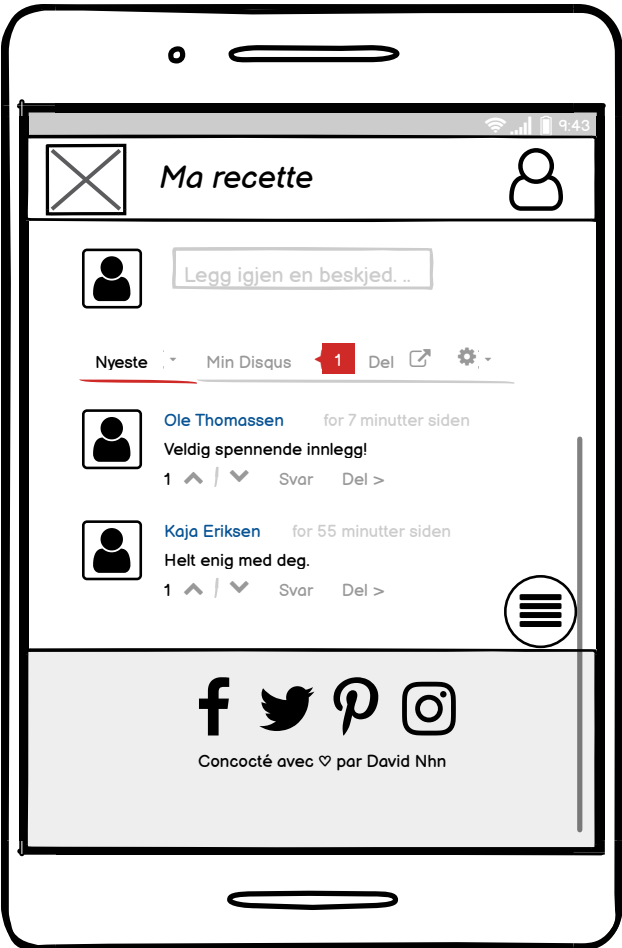 9:43
Ma recette
Legg igjen en beskjed. ..
Nyeste Min Disqus 1 Del
Ole Thomassen for 7 minutter siden
Veldig spennende innlegg!
1 | Svar Del >
Kaja Eriksen for 55 minutter siden
Helt enig med deg.
1 | Svar Del >
Concocté avec ♡ par David Nhn